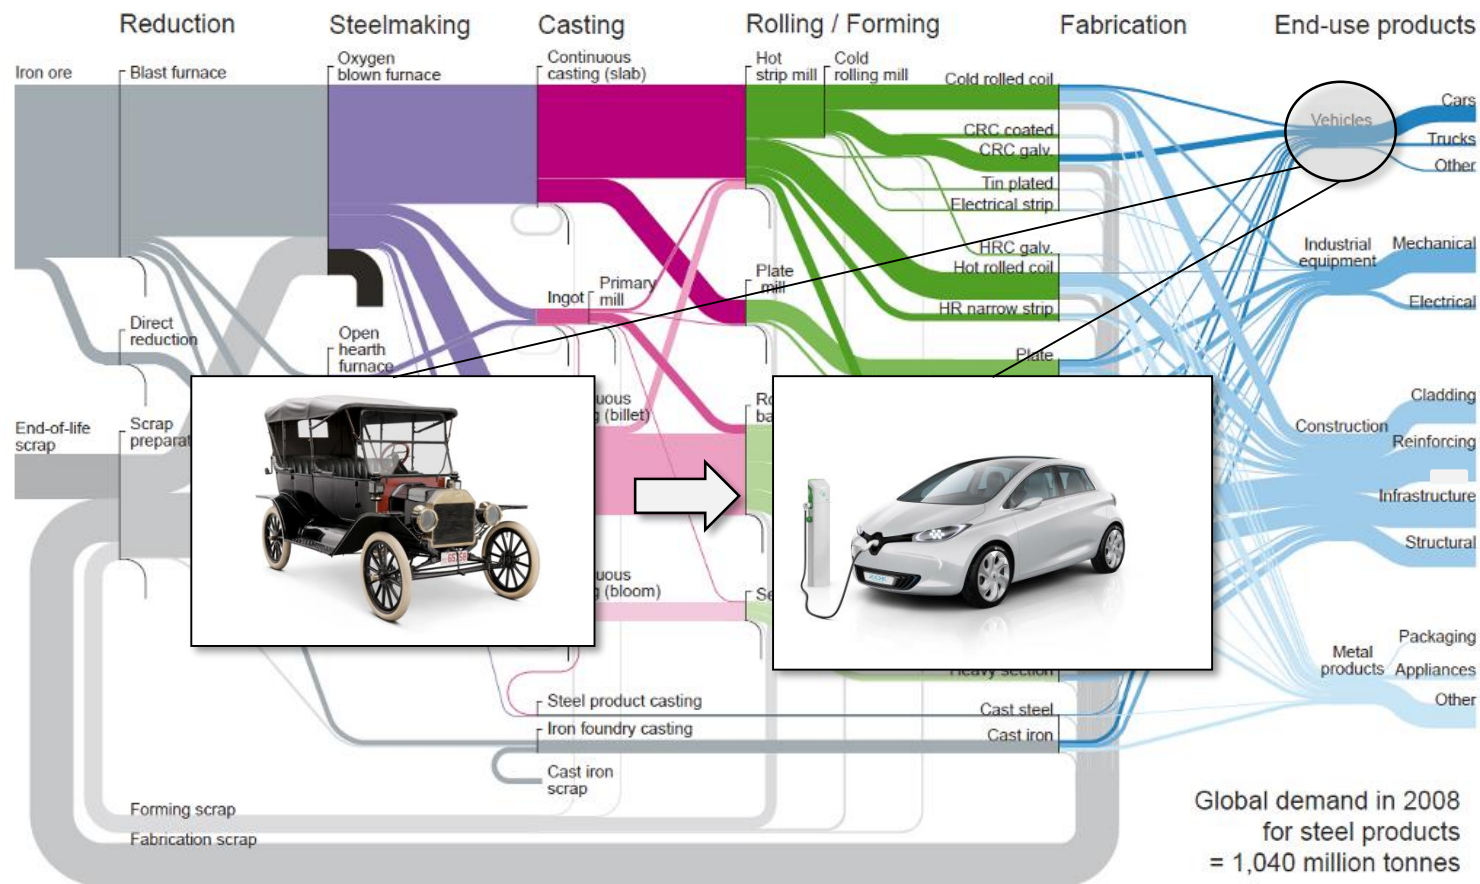 Reduction
Steelmaking
Casting
Rolling / Forming
Fabrication
End-use products
Iron ore
Blast furnace
Oxygen
blown furnace
Continuous
casting (slab)
Hot
strip mill
Cold
rolling mill
Cold rolled coil
CRC coated
CRC galv.
Tin plated
Electrical strip
HRC galv.
Hot rolled coil
HR narrow strip
Plate
Vehicles
Cars
Trucks
Other
Industrial
equipment
Mechanical
Electrical
Direct
reduction
Open
hearth
furnace
Ingot
Primary
mill
Plate
mill
End-of-life
scrap
Scrap
preparat
uous
g (billet)
Ro
ba
Construction
Cladding
Reinforcing
Infrastructure
Structural
uous
g (bloom)
Se
Heavy section
Metal
products
Packaging
Appliances
Other
Steel product casting
Cast steel
Iron foundry casting
Cast iron
Cast iron
scrap
Forming scrap
Fabrication scrap
Global demand in 2008
for steel products
= 1,040 million tonnes